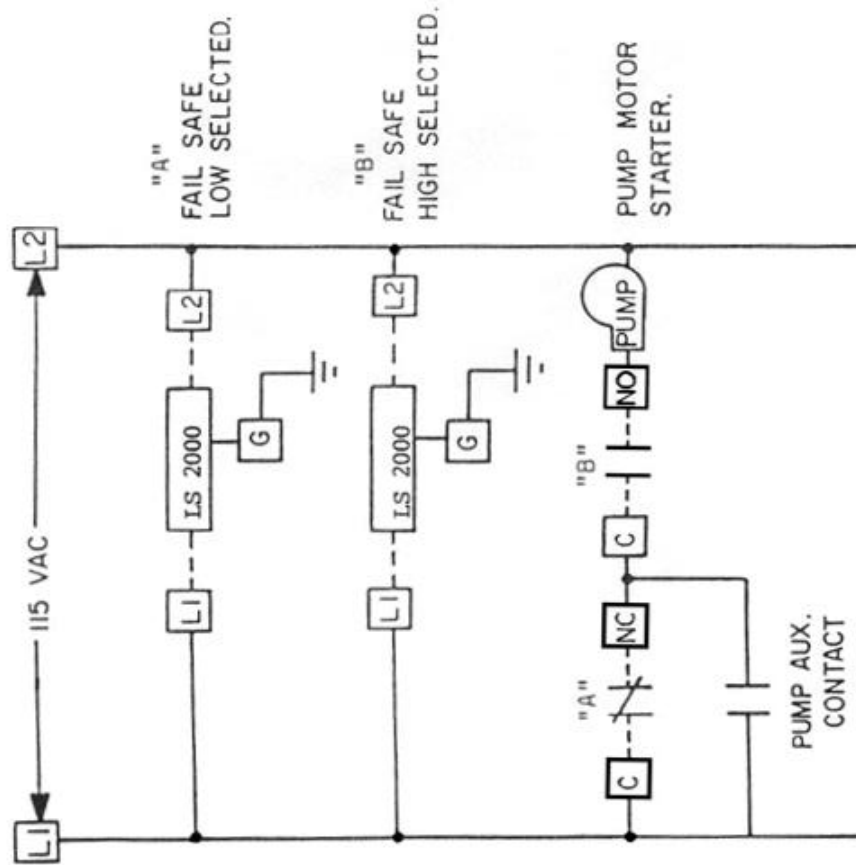 L1
115 VAC
L2
L1
LS 2000
L2
G
"A"
FAIL SAFE
LOW SELECTED.
L1
LS 2000
L2
G
"B"
FAIL SAFE
HIGH SELECTED.
C
"A"
NC
C
"B"
NO
PUMP
PUMP MOTOR
STARTER.
PUMP AUX.
CONTACT